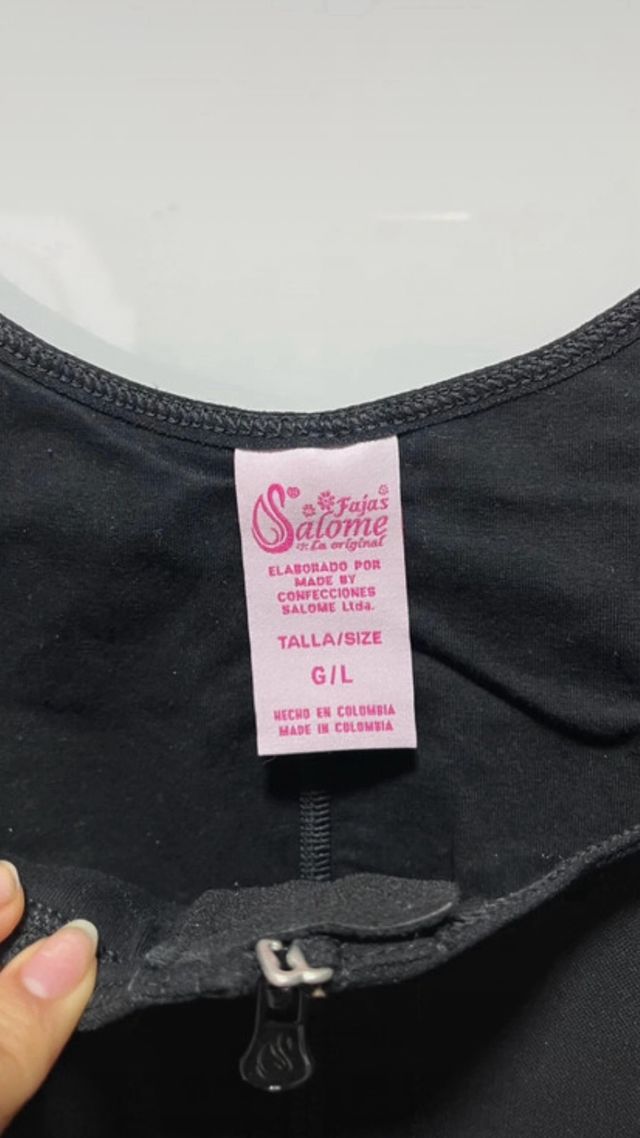 Fajas
Salome
La original
ELABORADO POR
MADE BY
CONFECCIONES
SALOME Ltda.
TALLA/SIZE
G/L
HECHO EN COLOMBIA
MADE IN COLOMBIA